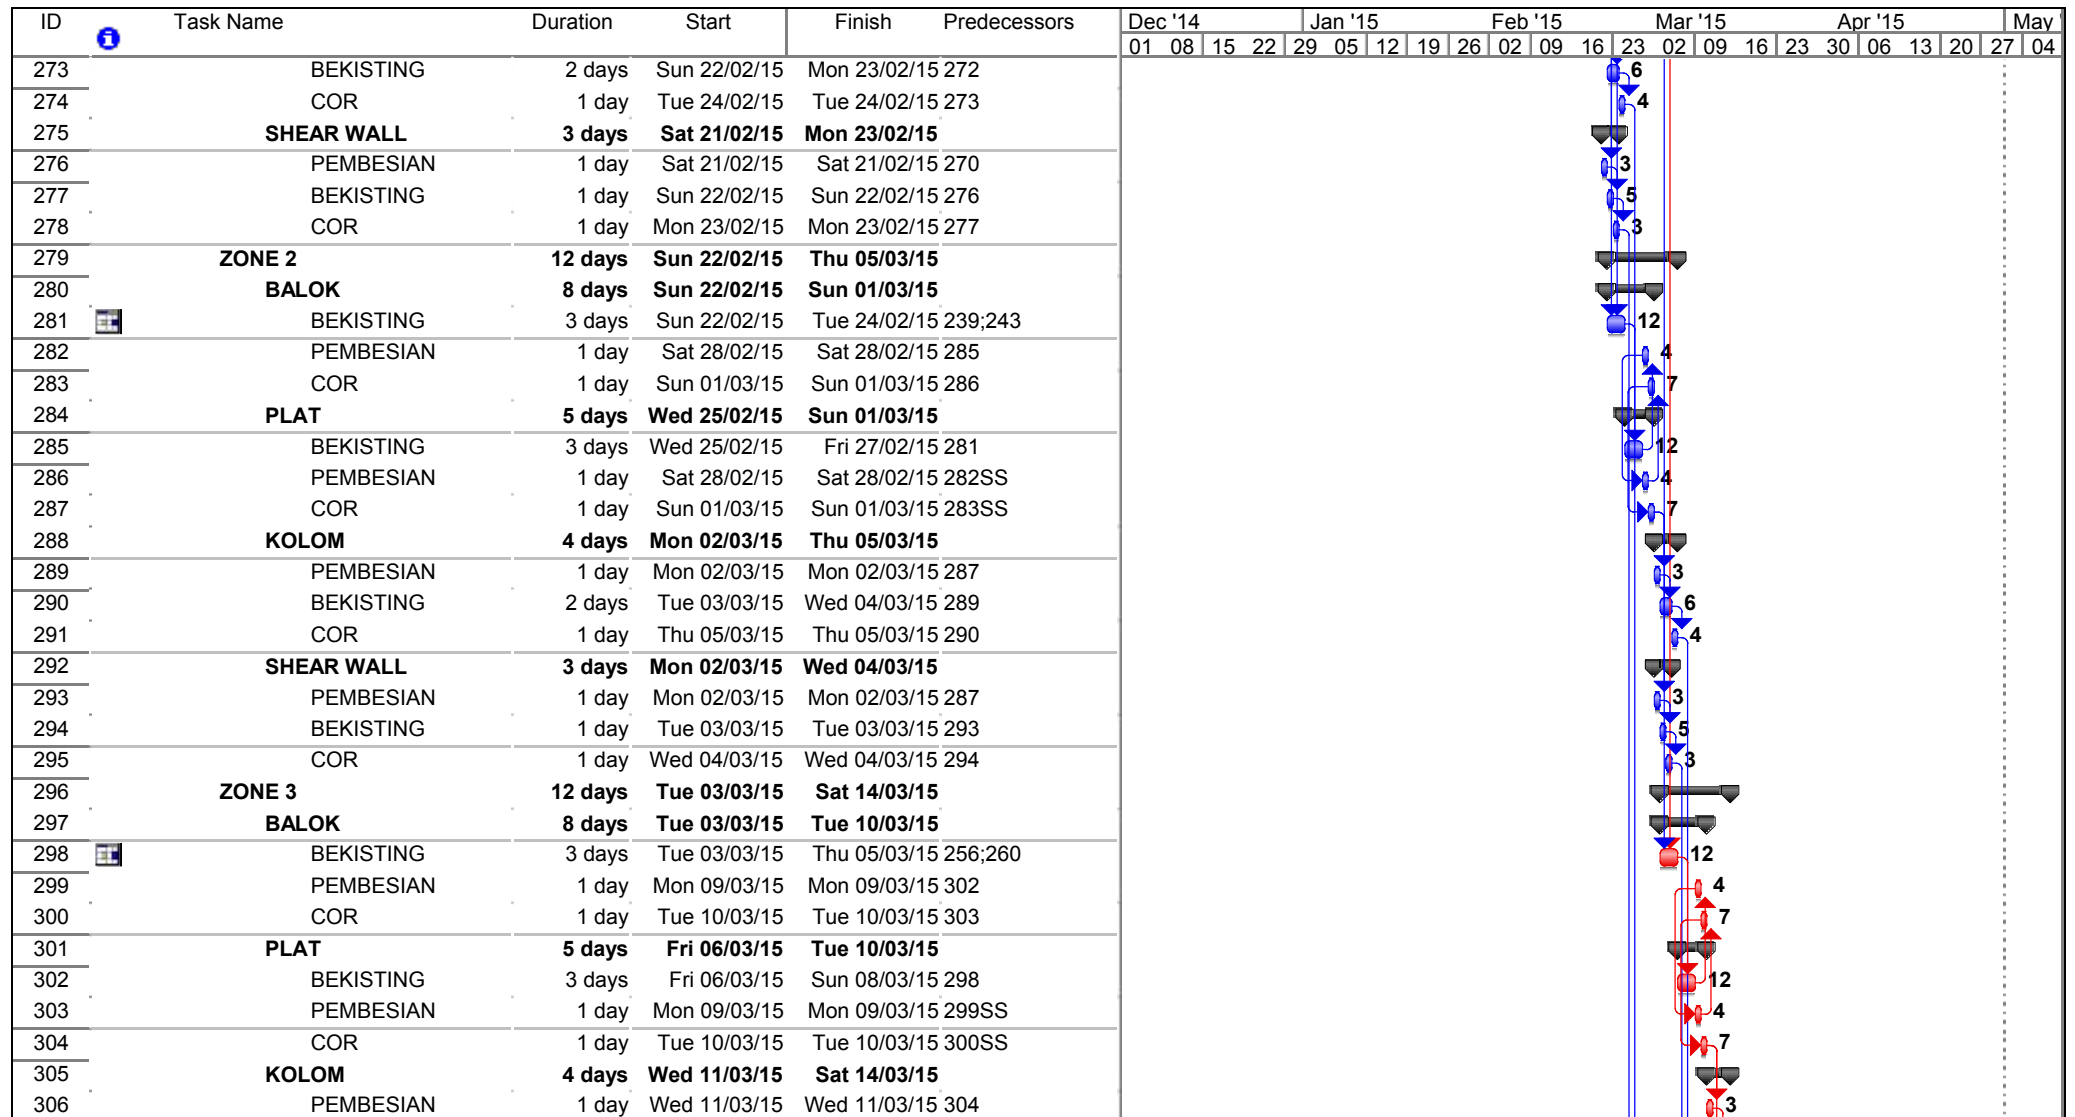 ID Task Name Duration Start Finish Predecessors Dec '14 Jan '15 Feb '15 Mar '15 Apr '15 May '
01 08 15 22 29 05 12 19 26 02 09 16 23 02 09 16 23 30 06 13 20 27 04
273 BEKISTING 2 days Sun 22/02/15 Mon 23/02/15 272 6
274 COR 1 day Tue 24/02/15 Tue 24/02/15 273 4
275 SHEAR WALL 3 days Sat 21/02/15 Mon 23/02/15
276 PEMBESIAN 1 day Sat 21/02/15 Sat 21/02/15 270 3
277 BEKISTING 1 day Sun 22/02/15 Sun 22/02/15 276 5
278 COR 1 day Mon 23/02/15 Mon 23/02/15 277 3
279 ZONE 2 12 days Sun 22/02/15 Thu 05/03/15
280 BALOK 8 days Sun 22/02/15 Sun 01/03/15
281 BEKISTING 3 days Sun 22/02/15 Tue 24/02/15 239;243 12
282 PEMBESIAN 1 day Sat 28/02/15 Sat 28/02/15 285 4
283 COR 1 day Sun 01/03/15 Sun 01/03/15 286 7
284 PLAT 5 days Wed 25/02/15 Sun 01/03/15
285 BEKISTING 3 days Wed 25/02/15 Fri 27/02/15 281 12
286 PEMBESIAN 1 day Sat 28/02/15 Sat 28/02/15 282SS 4
287 COR 1 day Sun 01/03/15 Sun 01/03/15 283SS 7
288 KOLOM 4 days Mon 02/03/15 Thu 05/03/15
289 PEMBESIAN 1 day Mon 02/03/15 Mon 02/03/15 287 3
290 BEKISTING 2 days Tue 03/03/15 Wed 04/03/15 289 6
291 COR 1 day Thu 05/03/15 Thu 05/03/15 290 4
292 SHEAR WALL 3 days Mon 02/03/15 Wed 04/03/15
293 PEMBESIAN 1 day Mon 02/03/15 Mon 02/03/15 287 3
294 BEKISTING 1 day Tue 03/03/15 Tue 03/03/15 293 5
295 COR 1 day Wed 04/03/15 Wed 04/03/15 294 3
296 ZONE 3 12 days Tue 03/03/15 Sat 14/03/15
297 BALOK 8 days Tue 03/03/15 Tue 10/03/15
298 BEKISTING 3 days Tue 03/03/15 Thu 05/03/15 256;260 12
299 PEMBESIAN 1 day Mon 09/03/15 Mon 09/03/15 302 4
300 COR 1 day Tue 10/03/15 Tue 10/03/15 303 7
301 PLAT 5 days Fri 06/03/15 Tue 10/03/15
302 BEKISTING 3 days Fri 06/03/15 Sun 08/03/15 298 12
303 PEMBESIAN 1 day Mon 09/03/15 Mon 09/03/15 299SS 4
304 COR 1 day Tue 10/03/15 Tue 10/03/15 300SS 7
305 KOLOM 4 days Wed 11/03/15 Sat 14/03/15
306 PEMBESIAN 1 day Wed 11/03/15 Wed 11/03/15 304 3